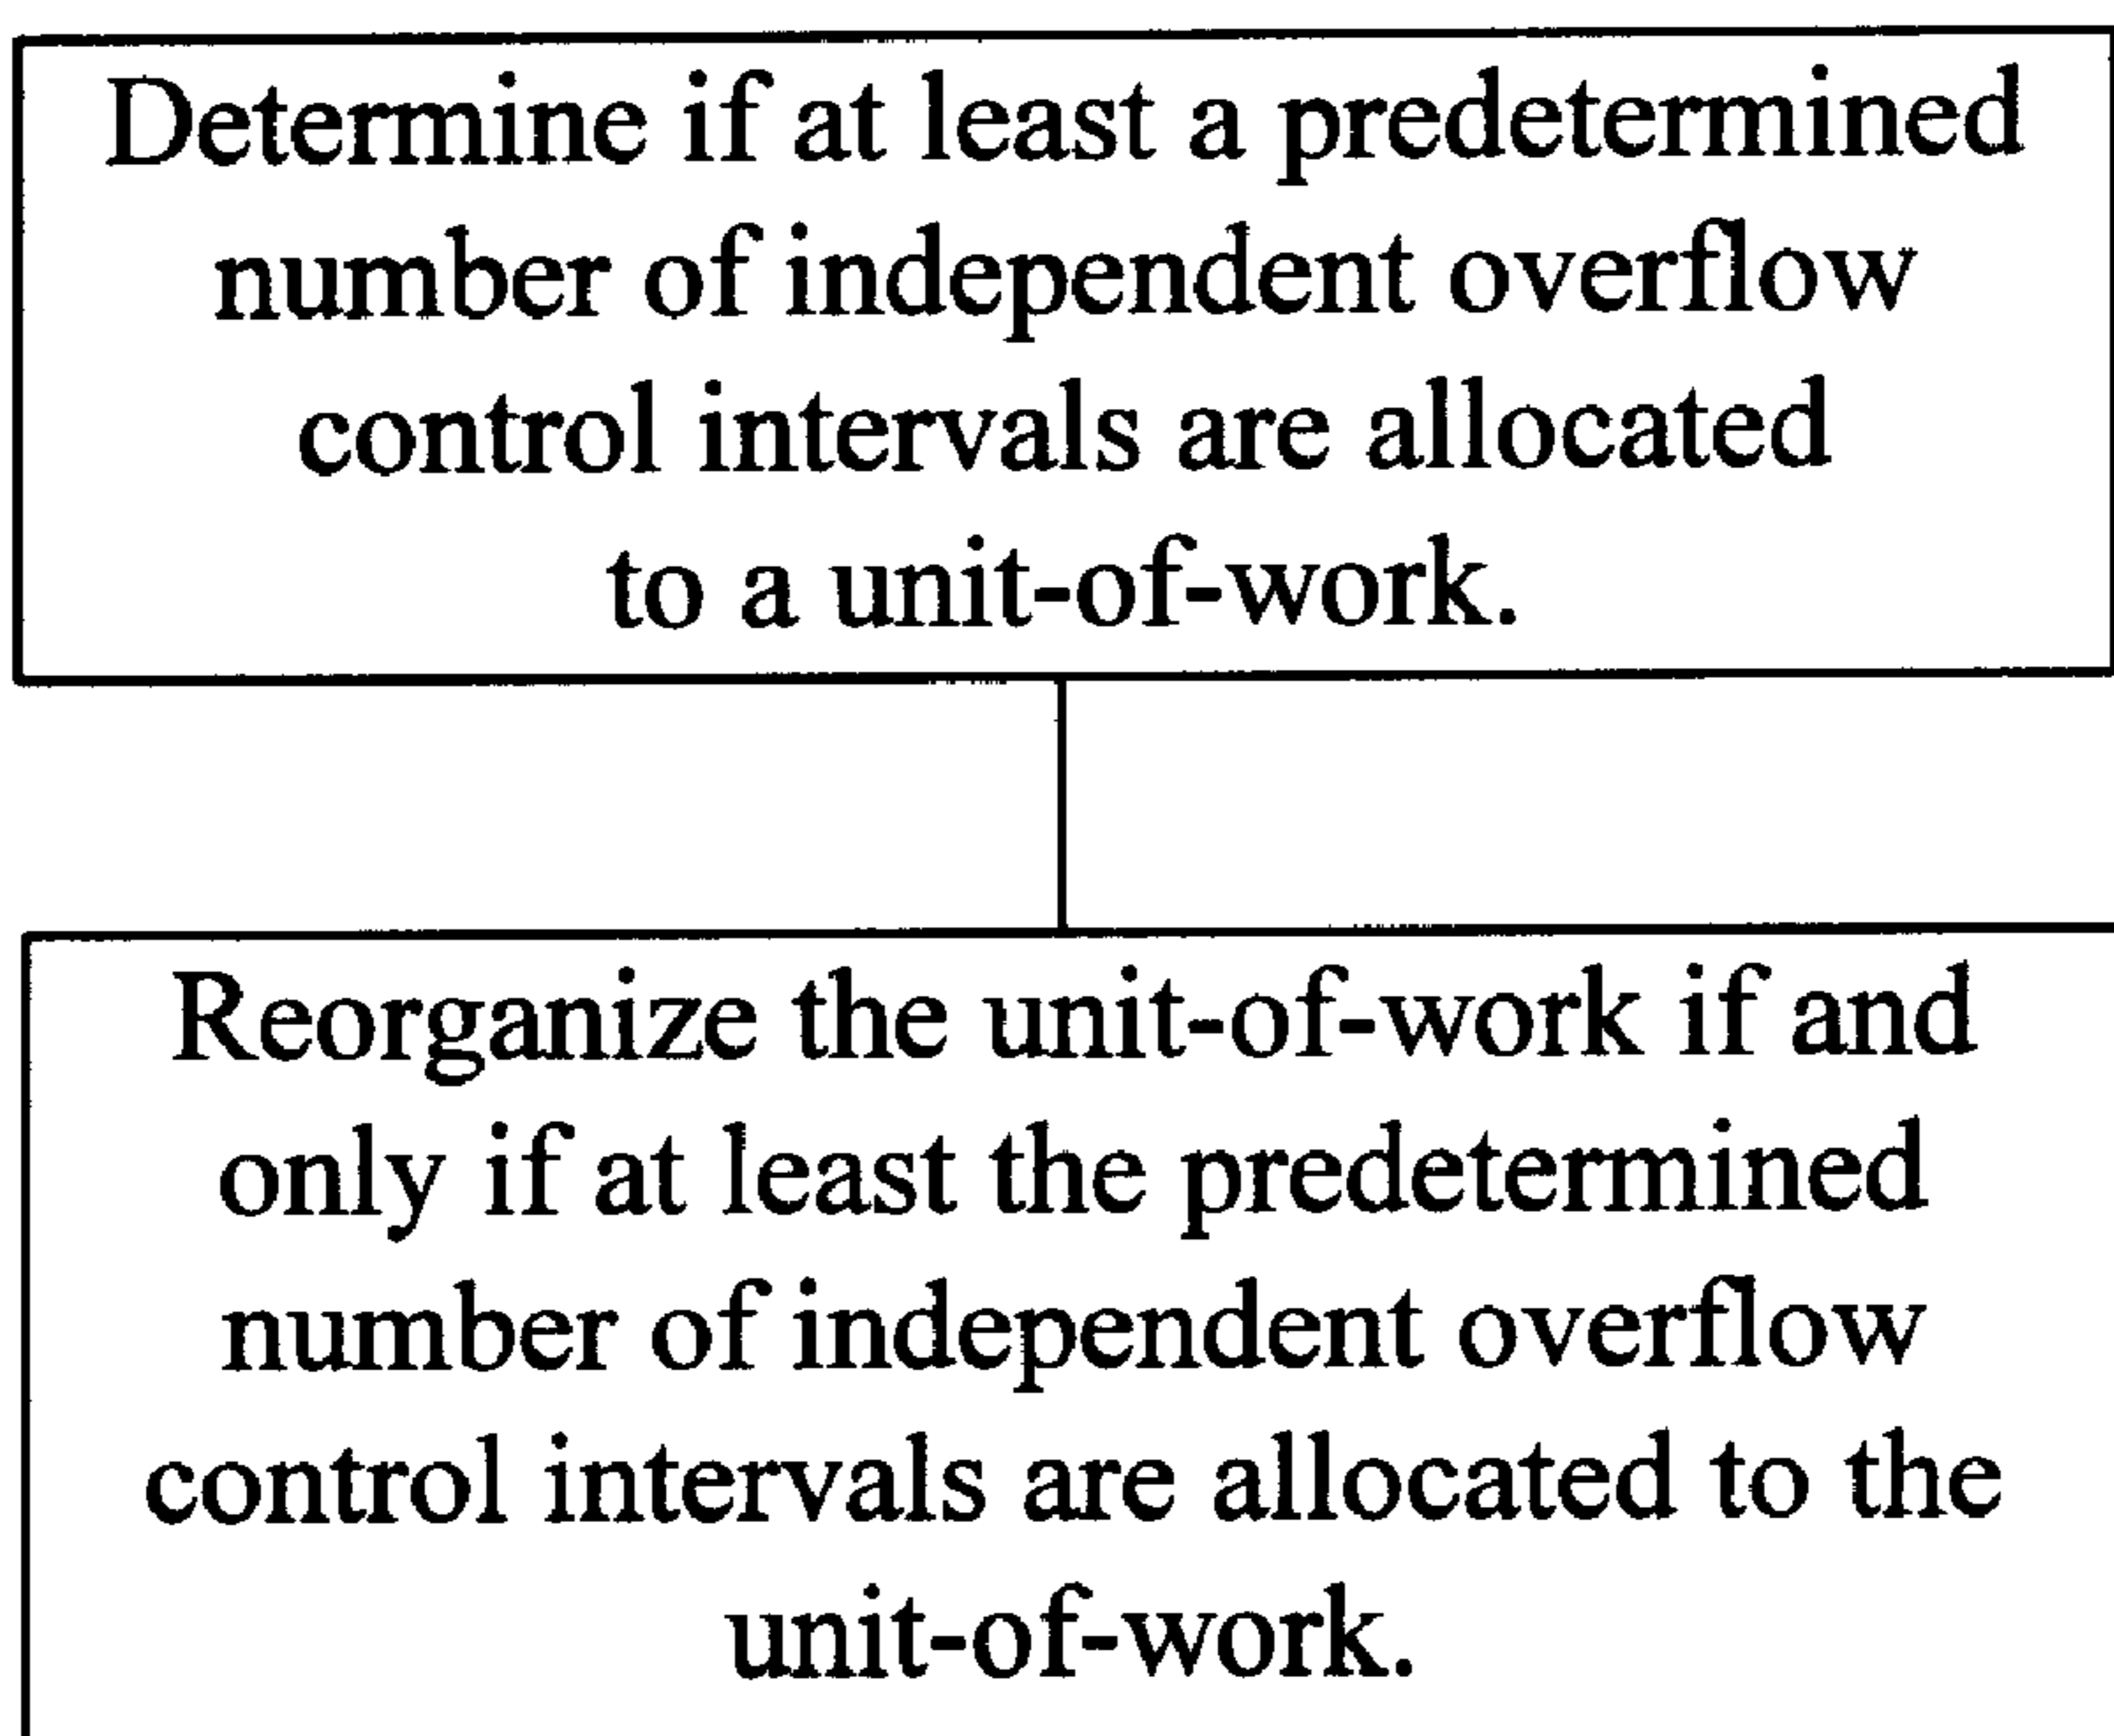 Determine if at least a predetermined
number of independent overflow
control intervals are allocated
to a unit-of-work.
Reorganize the unit-of-work if and
only if at least the predetermined
number of independent overflow
control intervals are allocated to the
unit-of-work.